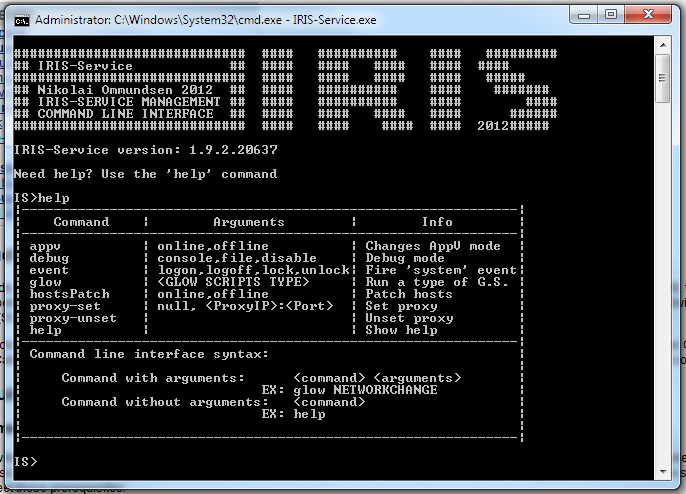 Administrator: C:\Windows\System32\cmd.exe - IRIS-Service.exe
IRIS
## IRIS-Service ##
## Nikolai Ommundsen 2012 ##
## IRIS-SERVICE MANAGEMENT ##
## COMMAND LINE INTERFACE ##
2012#####
IRIS-Service version: 1.9.2.20637
Need help? Use the 'help' command
IS>help
Command | Arguments | Info
appv | online,offline | Changes AppV mode
debug | console,file,disable | Debug mode
event | logon,logoff,lock,unlock| Fire 'system' event
glow | <GLOW SCRIPTS TYPE> | Run a type of G.S.
hostsPatch | online,offline | Patch hosts
proxy-set | null, <ProxyIP>:<Port> | Set proxy
proxy-unset | | Unset proxy
help | | Show help
Command line interface syntax:
Command with arguments: <command> <arguments>
EX: glow NETWORKCHANGE
Command without arguments: <command>
EX: help
IS>